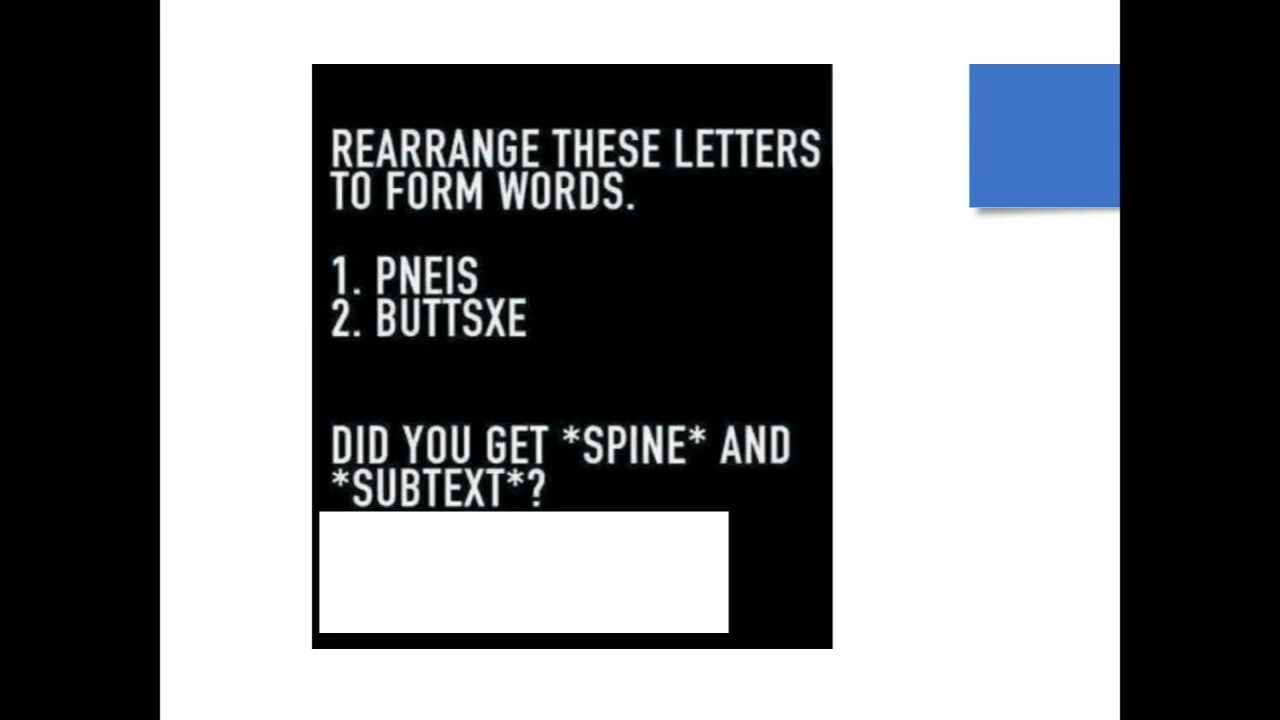 REARRANGE THESE LETTERS
TO FORM WORDS.
1. PNEIS
2. BUTTSXE
DID YOU GET *SPINE* AND
*SUBTEXT*?